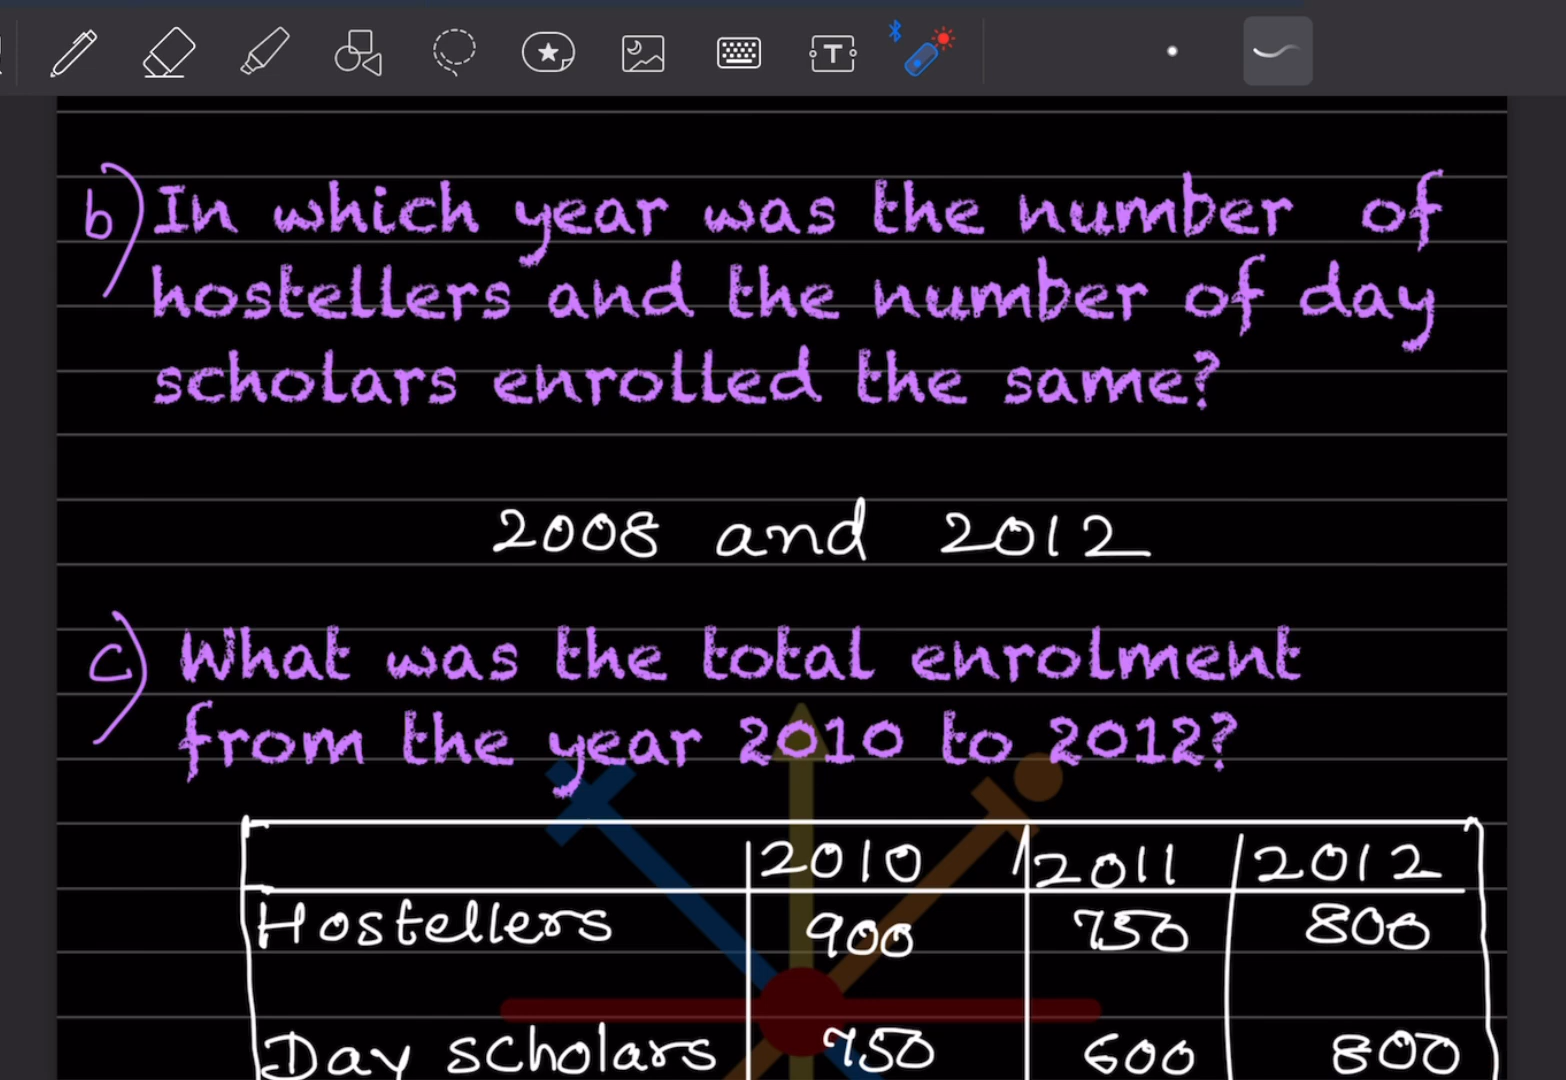 b) In which year was the number of
hostellers and the number of day
scholars enrolled the same?
2008 and 2012
c) What was the total enrolment
from the year 2010 to 2012?
2010 2011 2012
Hostellers 900 750 800
Day scholars 750 600 800